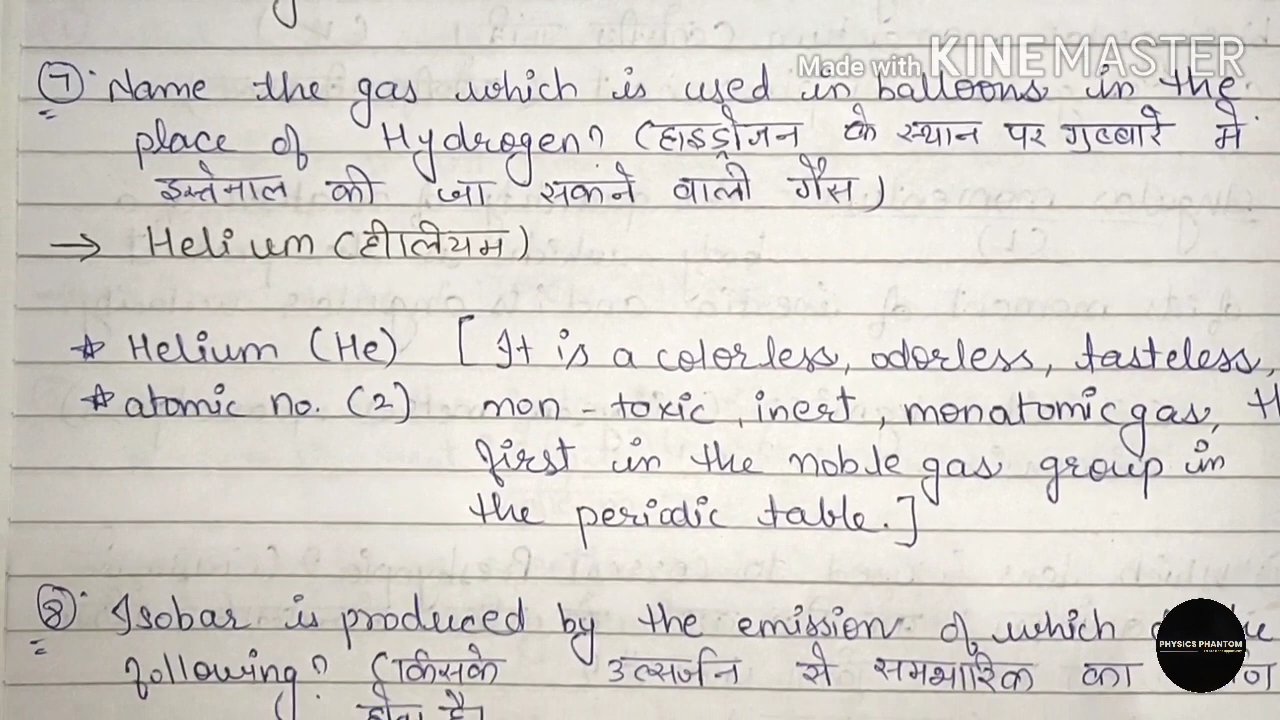 Made with KINEMASTER
⑦ Name the gas which is used in balloons in the
place of Hydrogen? (हाइड्रोजन के स्थान पर गुब्बारे में
इस्तेमाल की जा सकने वाली गैस)
→ Helium (हीलियम)
* Helium (He) [It is a colorless, odorless, tasteless,
* atomic no. (2) non-toxic, inert, monatomic gas,
first in the noble gas group in
the periodic table.]
⑧ Isobar is produced by the emission of which
following? (किसके उत्सर्जन से समभारिक का
होता है।
PHYSICS PHANTOM